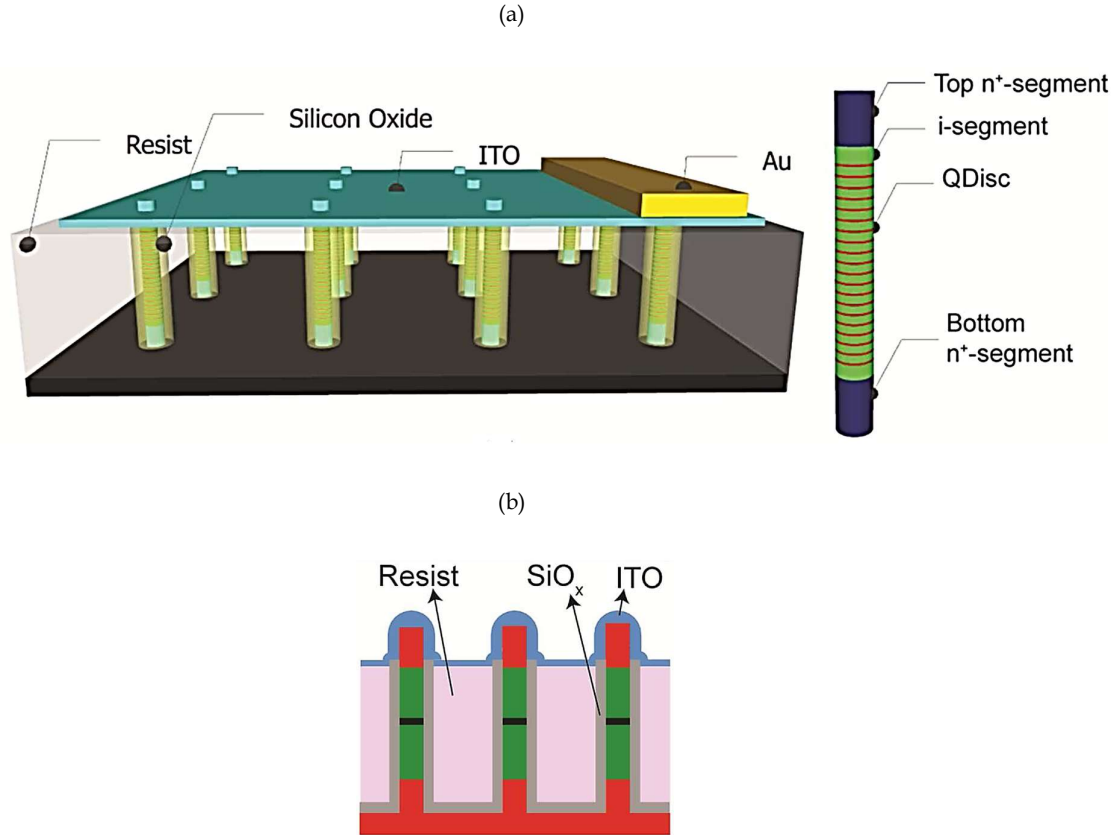 (a)
Resist
Silicon Oxide
ITO
Au
Top n⁺-segment
i-segment
QDisc
Bottom
n⁺-segment
(b)
Resist
SiOₓ
ITO